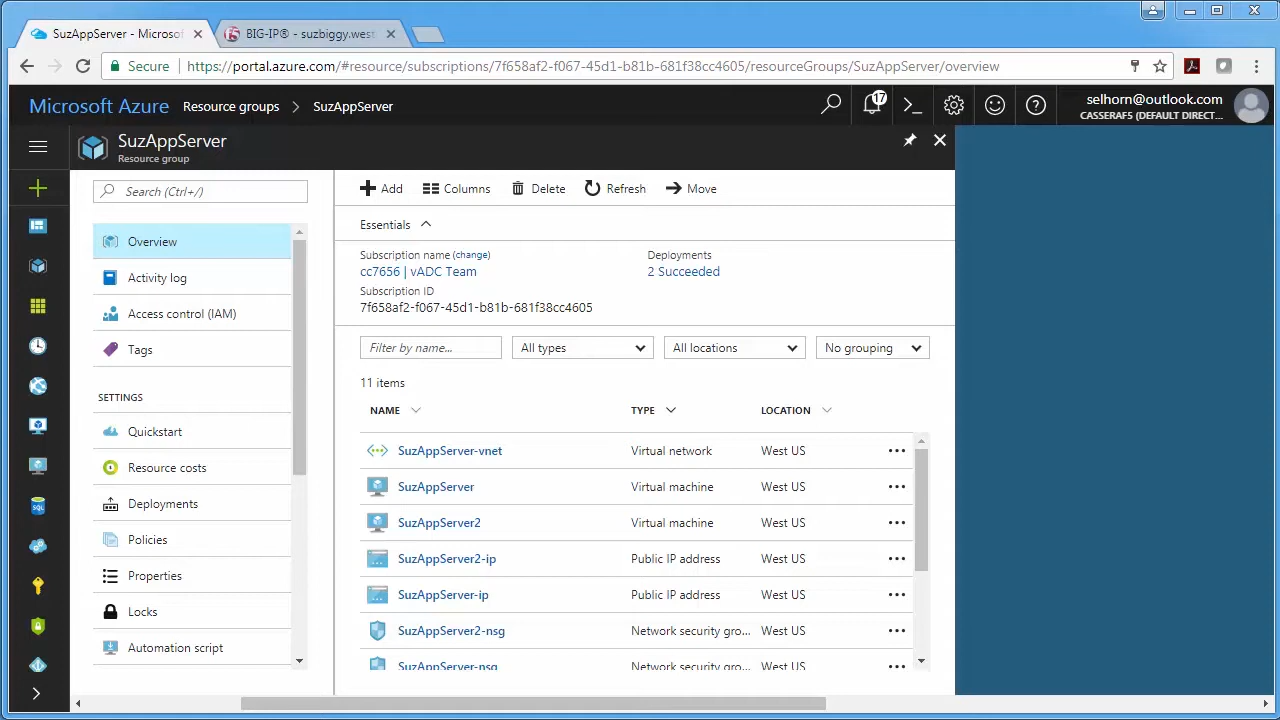 SuzAppServer - Microsof
BIG-IP® - suzbiggy.west
Secure
https://portal.azure.com/#resource/subscriptions/7f658af2-f067-45d1-b81b-681f38cc4605/resourceGroups/SuzAppServer/overview
Microsoft Azure
Resource groups
SuzAppServer
17
selhorn@outlook.com
CASSERAF5 (DEFAULT DIRECT...
SuzAppServer
Resource group
Search (Ctrl+/)
Overview
Activity log
Access control (IAM)
Tags
SETTINGS
Quickstart
Resource costs
Deployments
Policies
Properties
Locks
Automation script
SQL
Add
Columns
Delete
Refresh
Move
Essentials
Subscription name (change)
cc7656 | vADC Team
Deployments
2 Succeeded
Subscription ID
7f658af2-f067-45d1-b81b-681f38cc4605
Filter by name...
All types
All locations
No grouping
11 items
NAME TYPE LOCATION
SuzAppServer-vnet Virtual network West US
SuzAppServer Virtual machine West US
SuzAppServer2 Virtual machine West US
SuzAppServer2-ip Public IP address West US
SuzAppServer-ip Public IP address West US
SuzAppServer2-nsg Network security gro... West US
SuzAppServer-nsg Network security gro... West US